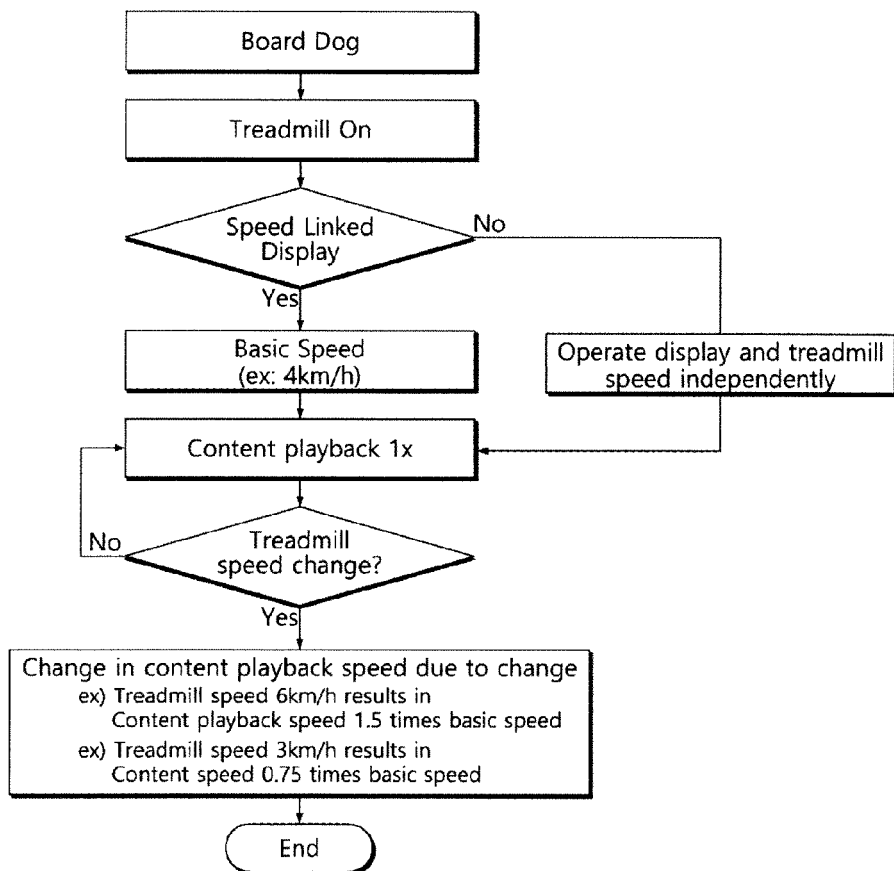 Board Dog
Treadmill On
Speed Linked
Display
No
Yes
Basic Speed
(ex: 4km/h)
Operate display and treadmill
speed independently
Content playback 1x
No
Treadmill
speed change?
Yes
Change in content playback speed due to change
ex) Treadmill speed 6km/h results in
Content playback speed 1.5 times basic speed
ex) Treadmill speed 3km/h results in
Content speed 0.75 times basic speed
End